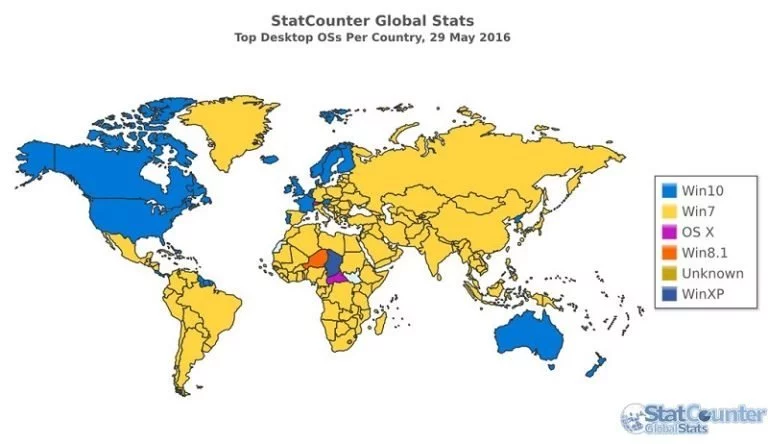 StatCounter Global Stats
Top Desktop OSs Per Country, 29 May 2016
Win10
Win7
OS X
Win8.1
Unknown
WinXP
StatCounter
GlobalStats